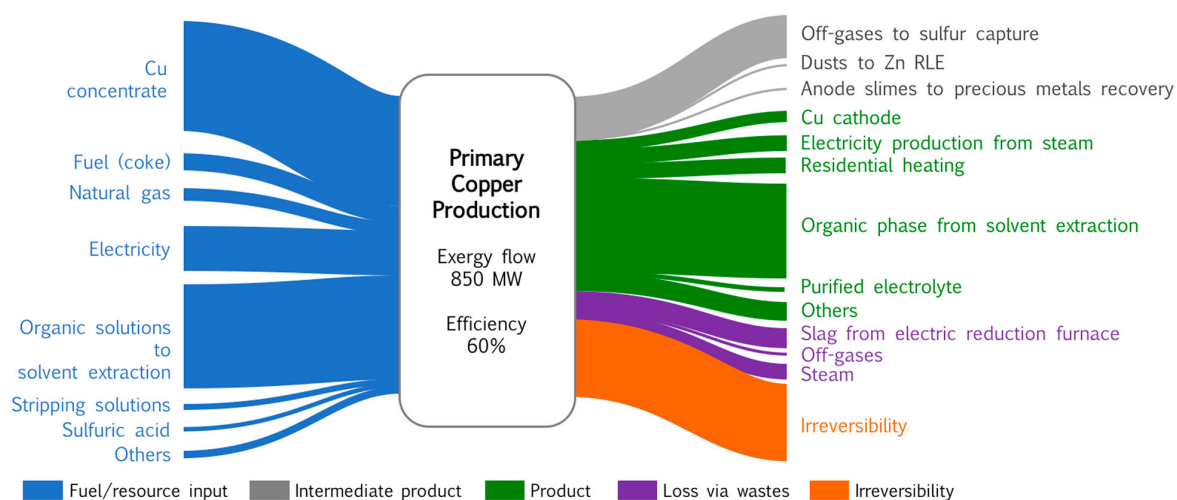 Cu
concentrate
Fuel (coke)
Natural gas
Electricity
Organic solutions
to
solvent extraction
Stripping solutions
Sulfuric acid
Others
Primary
Copper
Production
Exergy flow
850 MW
Efficiency
60%
Off-gases to sulfur capture
Dusts to Zn RLE
Anode slimes to precious metals recovery
Cu cathode
Electricity production from steam
Residential heating
Organic phase from solvent extraction
Purified electrolyte
Others
Slag from electric reduction furnace
Off-gases
Steam
Irreversibility
Fuel/resource input
Intermediate product
Product
Loss via wastes
Irreversibility